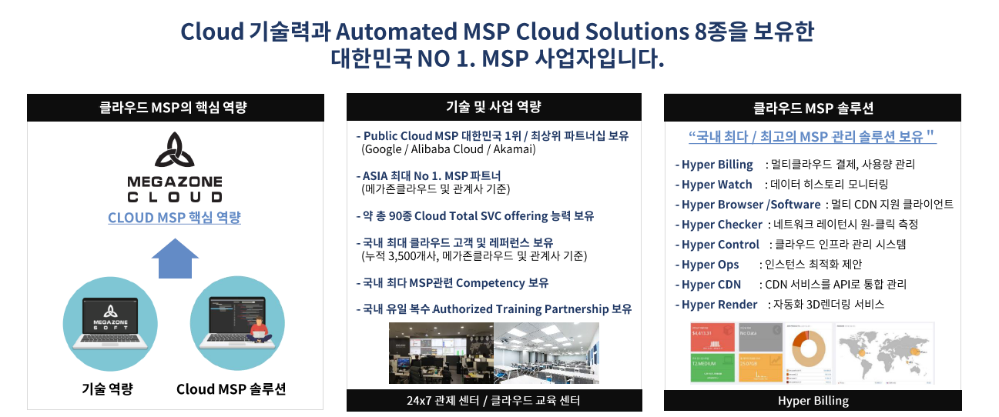 Cloud 기술력과 Automated MSP Cloud Solutions 8종을 보유한
대한민국 NO 1. MSP 사업자입니다.
클라우드 MSP의 핵심 역량
MEGAZONE
CLOUD
CLOUD MSP 핵심 역량
MEGAZONE
SOFT
기술 역량
Cloud MSP 솔루션
기술 및 사업 역량
- Public Cloud MSP 대한민국 1위 / 최상위 파트너십 보유
(Google / Alibaba Cloud / Akamai)
- ASIA 최대 No 1. MSP 파트너
(메가존클라우드 및 관계사 기준)
- 약 총 90종 Cloud Total SVC offering 능력 보유
- 국내 최대 클라우드 고객 및 레퍼런스 보유
(누적 3,500개사, 메가존클라우드 및 관계사 기준)
- 국내 최다 MSP관련 Competency 보유
- 국내 유일 복수 Authorized Training Partnership 보유
24x7 관제 센터 / 클라우드 교육 센터
클라우드 MSP 솔루션
“국내 최다 / 최고의 MSP 관리 솔루션 보유 "
- Hyper Billing : 멀티클라우드 결제, 사용량 관리
- Hyper Watch : 데이터 히스토리 모니터링
- Hyper Browser /Software : 멀티 CDN 지원 클라이언트
- Hyper Checker : 네트워크 레이턴시 원-클릭 측정
- Hyper Control : 클라우드 인프라 관리 시스템
- Hyper Ops : 인스턴스 최적화 제안
- Hyper CDN : CDN 서비스를 API로 통합 관리
- Hyper Render : 자동화 3D렌더링 서비스
$4,413.31
No Data
T2.MEDIUM
25.07GB
Hyper Billing